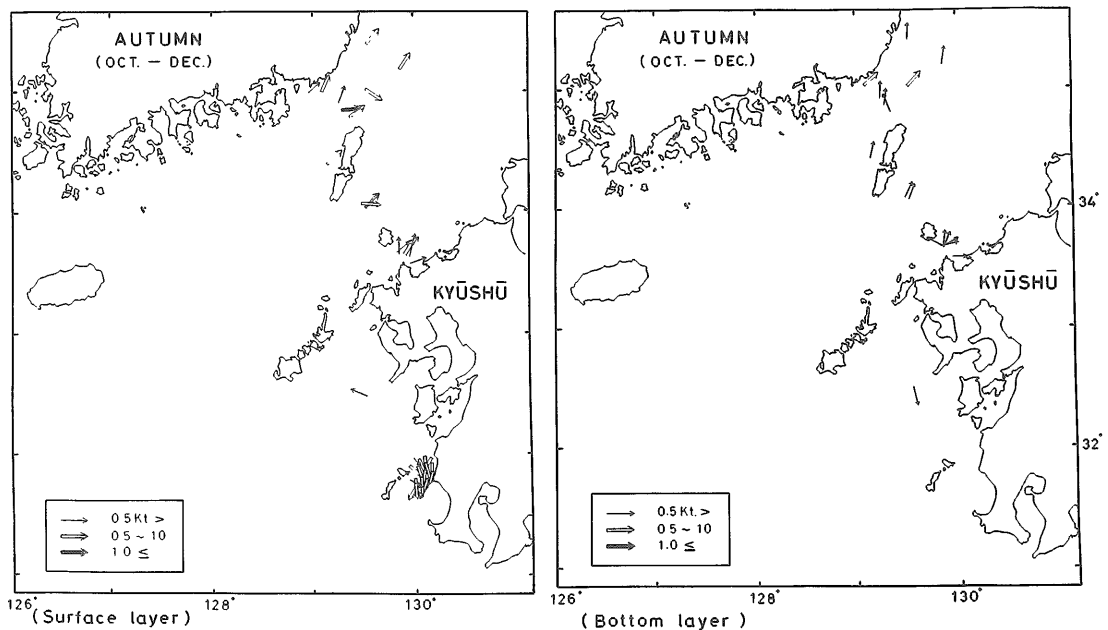 AUTUMN
(OCT. – DEC.)
KYŪSHŪ
0.5 Kt. >
0.5 ~ 1.0
1.0 ≤
126°
128°
130°
(Surface layer)
AUTUMN
(OCT. – DEC.)
34°
KYŪSHŪ
32°
0.5 Kt. >
0.5 ~ 1.0
1.0 ≤
126°
128°
130°
(Bottom layer)